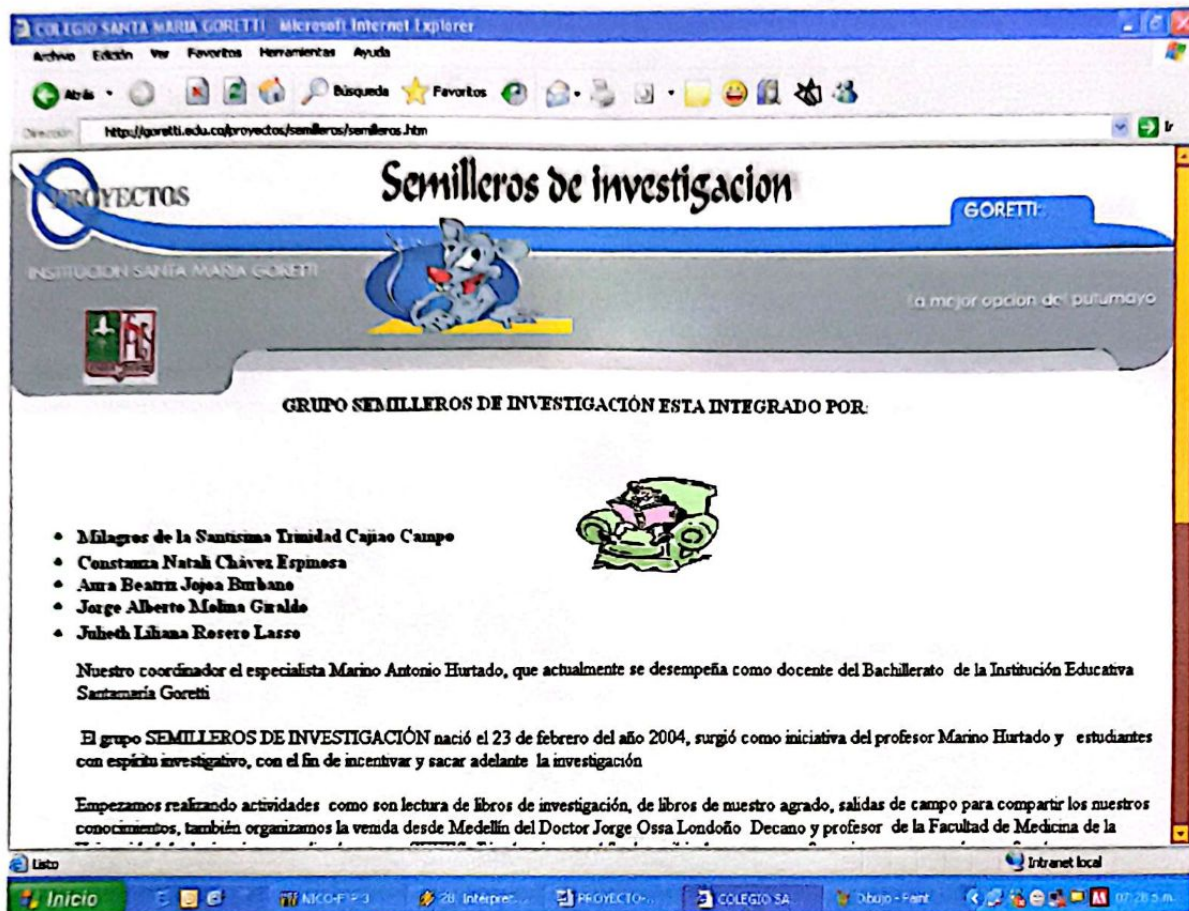 COLEGIO SANTA MARIA GORETTI - Microsoft Internet Explorer
Archivo Edición Ver Favoritos Herramientas Ayuda
Atrás Búsqueda Favoritos
Dirección http://goretti.edu.co/proyectos/semilleros/semilleros.htm Ir
PROYECTOS
Semilleros de investigacion
GORETTI
INSTITUCION SANTA MARIA GORETTI
la mejor opcion del putumayo
GRUPO SEMILLEROS DE INVESTIGACIÓN ESTA INTEGRADO POR:
Milagros de la Santisima Trinidad Cajiao Campo
Constanza Natali Chávez Espinosa
Aura Beatriz Jojoa Burbano
Jorge Alberto Molina Giraldo
Julieth Liliana Rosero Lasso
Nuestro coordinador el especialista Marino Antonio Hurtado, que actualmente se desempeña como docente del Bachillerato de la Institución Educativa
Santamaría Goretti
El grupo SEMILLEROS DE INVESTIGACIÓN nació el 23 de febrero del año 2004, surgió como iniciativa del profesor Marino Hurtado y estudiantes
con espíritu investigativo, con el fin de incentivar y sacar adelante la investigación
Empezamos realizando actividades como son lectura de libros de investigación, de libros de nuestro agrado, salidas de campo para compartir los nuestros
conocimientos, también organizamos la venida desde Medellín del Doctor Jorge Ossa Londoño Decano y profesor de la Facultad de Medicina de la
Listo Intranet local
Inicio 28. Interpret... PROYECTO-... COLEGIO SA Dibujo - Paint 07:28 p.m.